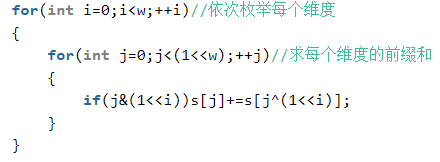 for(int i=0;i<w;++i)//依次枚举每个维度
{
    for(int j=0;j<(1<<w);++j)//求每个维度的前缀和
    {
        if(j&(1<<i))s[j]+=s[j^(1<<i)];
    }
}